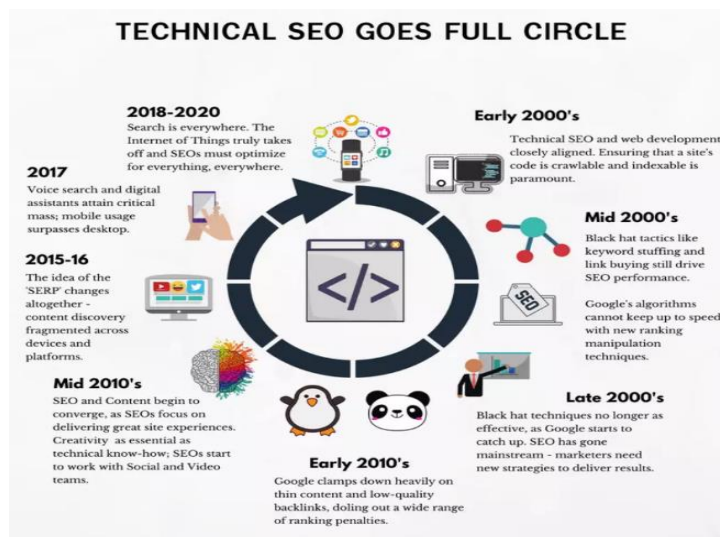 TECHNICAL SEO GOES FULL CIRCLE
Early 2000's
Technical SEO and web development
closely aligned. Ensuring that a site's
code is crawlable and indexable is
paramount.
Mid 2000's
Black hat tactics like
keyword stuffing and
link buying still drive
SEO performance.
Google's algorithms
cannot keep up to speed
with new ranking
manipulation
techniques.
SEO
Late 2000's
Black hat techniques no longer as
effective, as Google starts to
catch up. SEO has gone
mainstream - marketers need
new strategies to deliver results.
Early 2010's
Google clamps down heavily on
thin content and low-quality
backlinks, doling out a wide range
of ranking penalties.
Mid 2010's
SEO and Content begin to
converge, as SEOs focus on
delivering great site experiences.
Creativity as essential as
technical know-how; SEOs start
to work with Social and Video
teams.
2015-16
The idea of the
'SERP' changes
altogether -
content discovery
fragmented across
devices and
platforms.
2017
Voice search and digital
assistants attain critical
mass; mobile usage
surpasses desktop.
2018-2020
Search is everywhere. The
Internet of Things truly takes
off and SEOs must optimize
for everything, everywhere.
</>